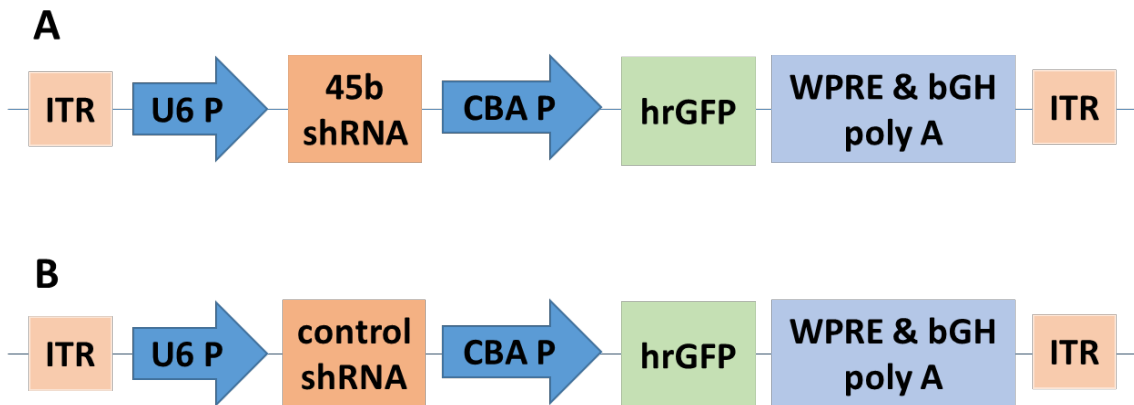 A
ITR
U6 P
45b
shRNA
CBA P
hrGFP
WPRE & bGH
poly A
ITR
B
ITR
U6 P
control
shRNA
CBA P
hrGFP
WPRE & bGH
poly A
ITR